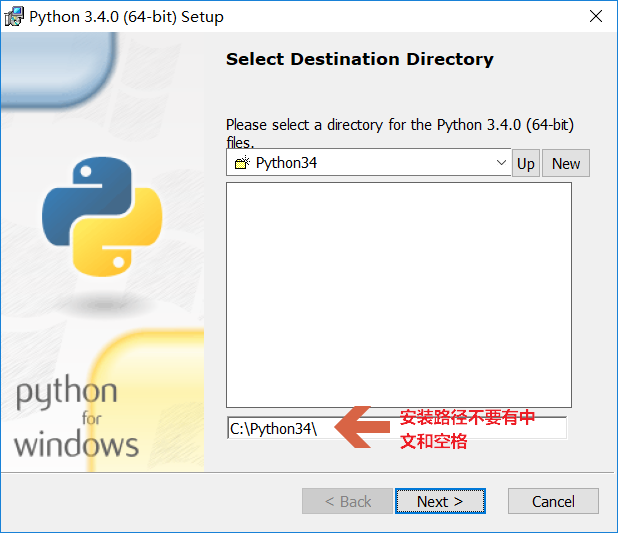 Python 3.4.0 (64-bit) Setup
Select Destination Directory
Please select a directory for the Python 3.4.0 (64-bit)
files.
Python34
Up
New
python
for
windows
C:\Python34\
安装路径不要有中
文和空格
< Back
Next >
Cancel